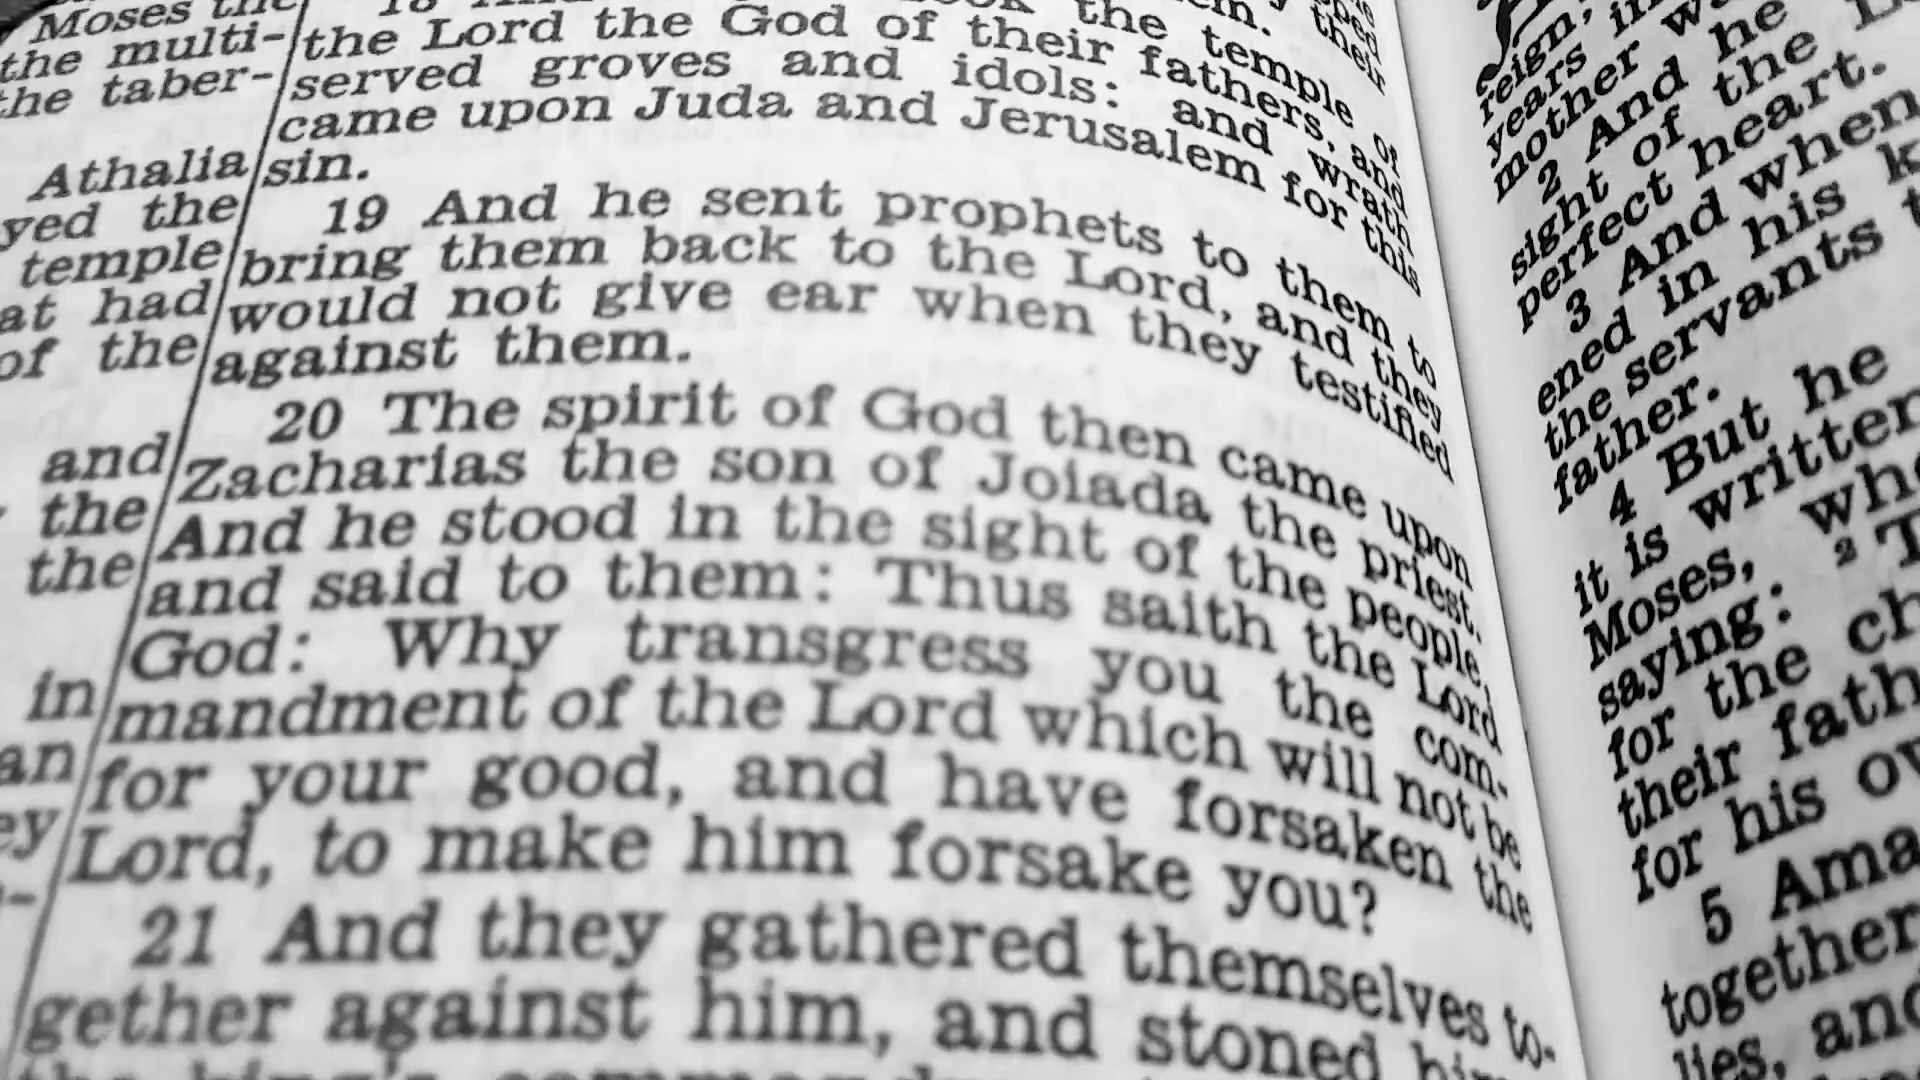 Moses the
the multi-
the taber-
Athalia
yed the
temple
at had
of the
and
the
the
in
an
ey
the temple of
the Lord the God of their fathers, and
served groves and idols: and wrath
came upon Juda and Jerusalem for this
sin.
19 And he sent prophets to them to
bring them back to the Lord, and they
would not give ear when they testified
against them.
20 The spirit of God then came upon
Zacharias the son of Joiada the priest.
And he stood in the sight of the people,
and said to them: Thus saith the Lord
God: Why transgress you the com-
mandment of the Lord which will not be
for your good, and have forsaken the
Lord, to make him forsake you?
21 And they gathered themselves to-
gether against him, and stoned
reign,
years in
mother
2 And he
sight of the
perfect heart.
3 And when
ened in his
the servants
father.
4 But he
it is written
Moses,
saying: 2
for the
their
for his
5
together
lies, and